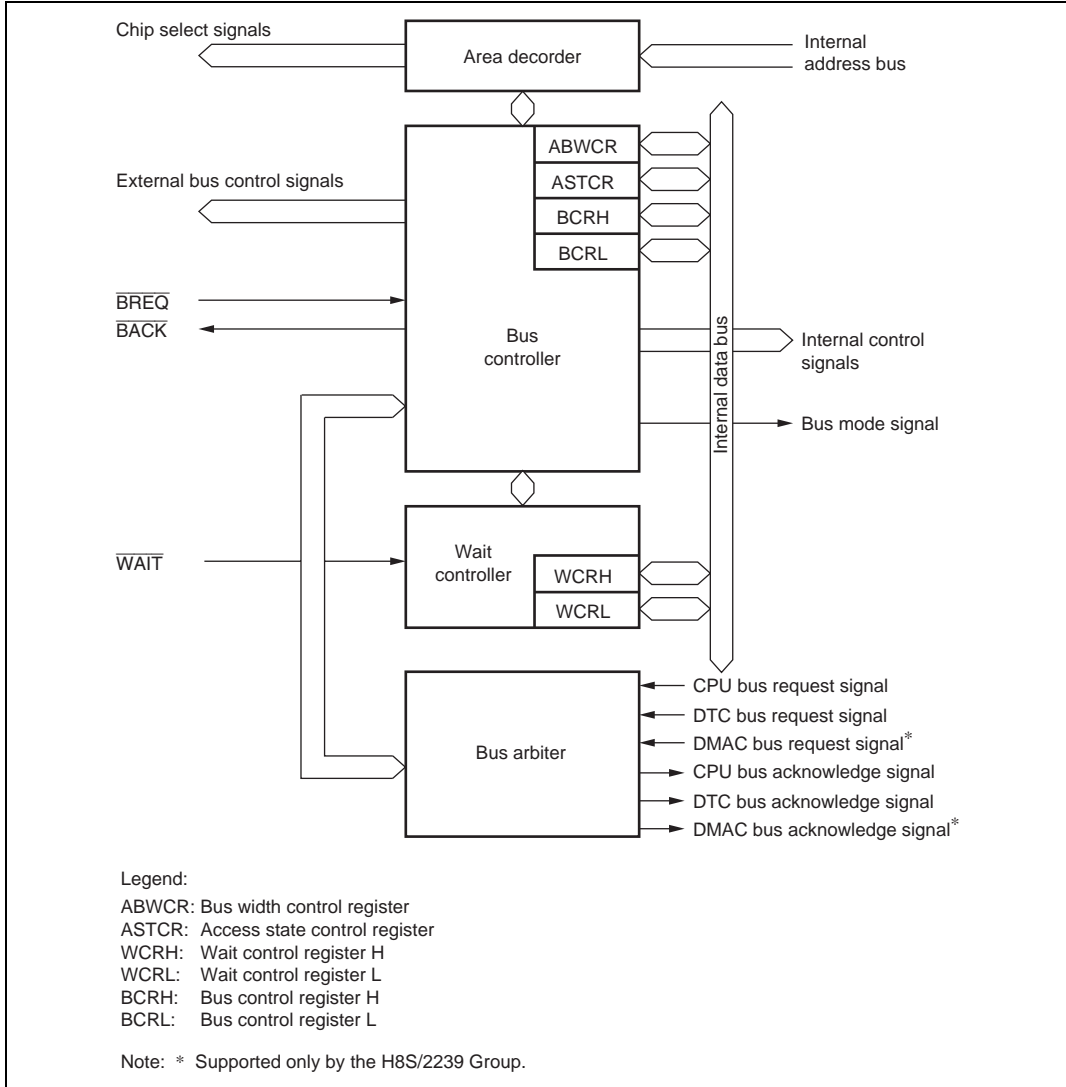 Chip select signals
Area decorder
Internal
address bus
ABWCR
ASTCR
BCRH
BCRL
External bus control signals
BREQ
BACK
Bus
controller
Internal data bus
Internal control
signals
Bus mode signal
WAIT
Wait
controller
WCRH
WCRL
Bus arbiter
CPU bus request signal
DTC bus request signal
DMAC bus request signal*
CPU bus acknowledge signal
DTC bus acknowledge signal
DMAC bus acknowledge signal*
Legend:
ABWCR: Bus width control register
ASTCR: Access state control register
WCRH: Wait control register H
WCRL: Wait control register L
BCRH: Bus control register H
BCRL: Bus control register L
Note: * Supported only by the H8S/2239 Group.